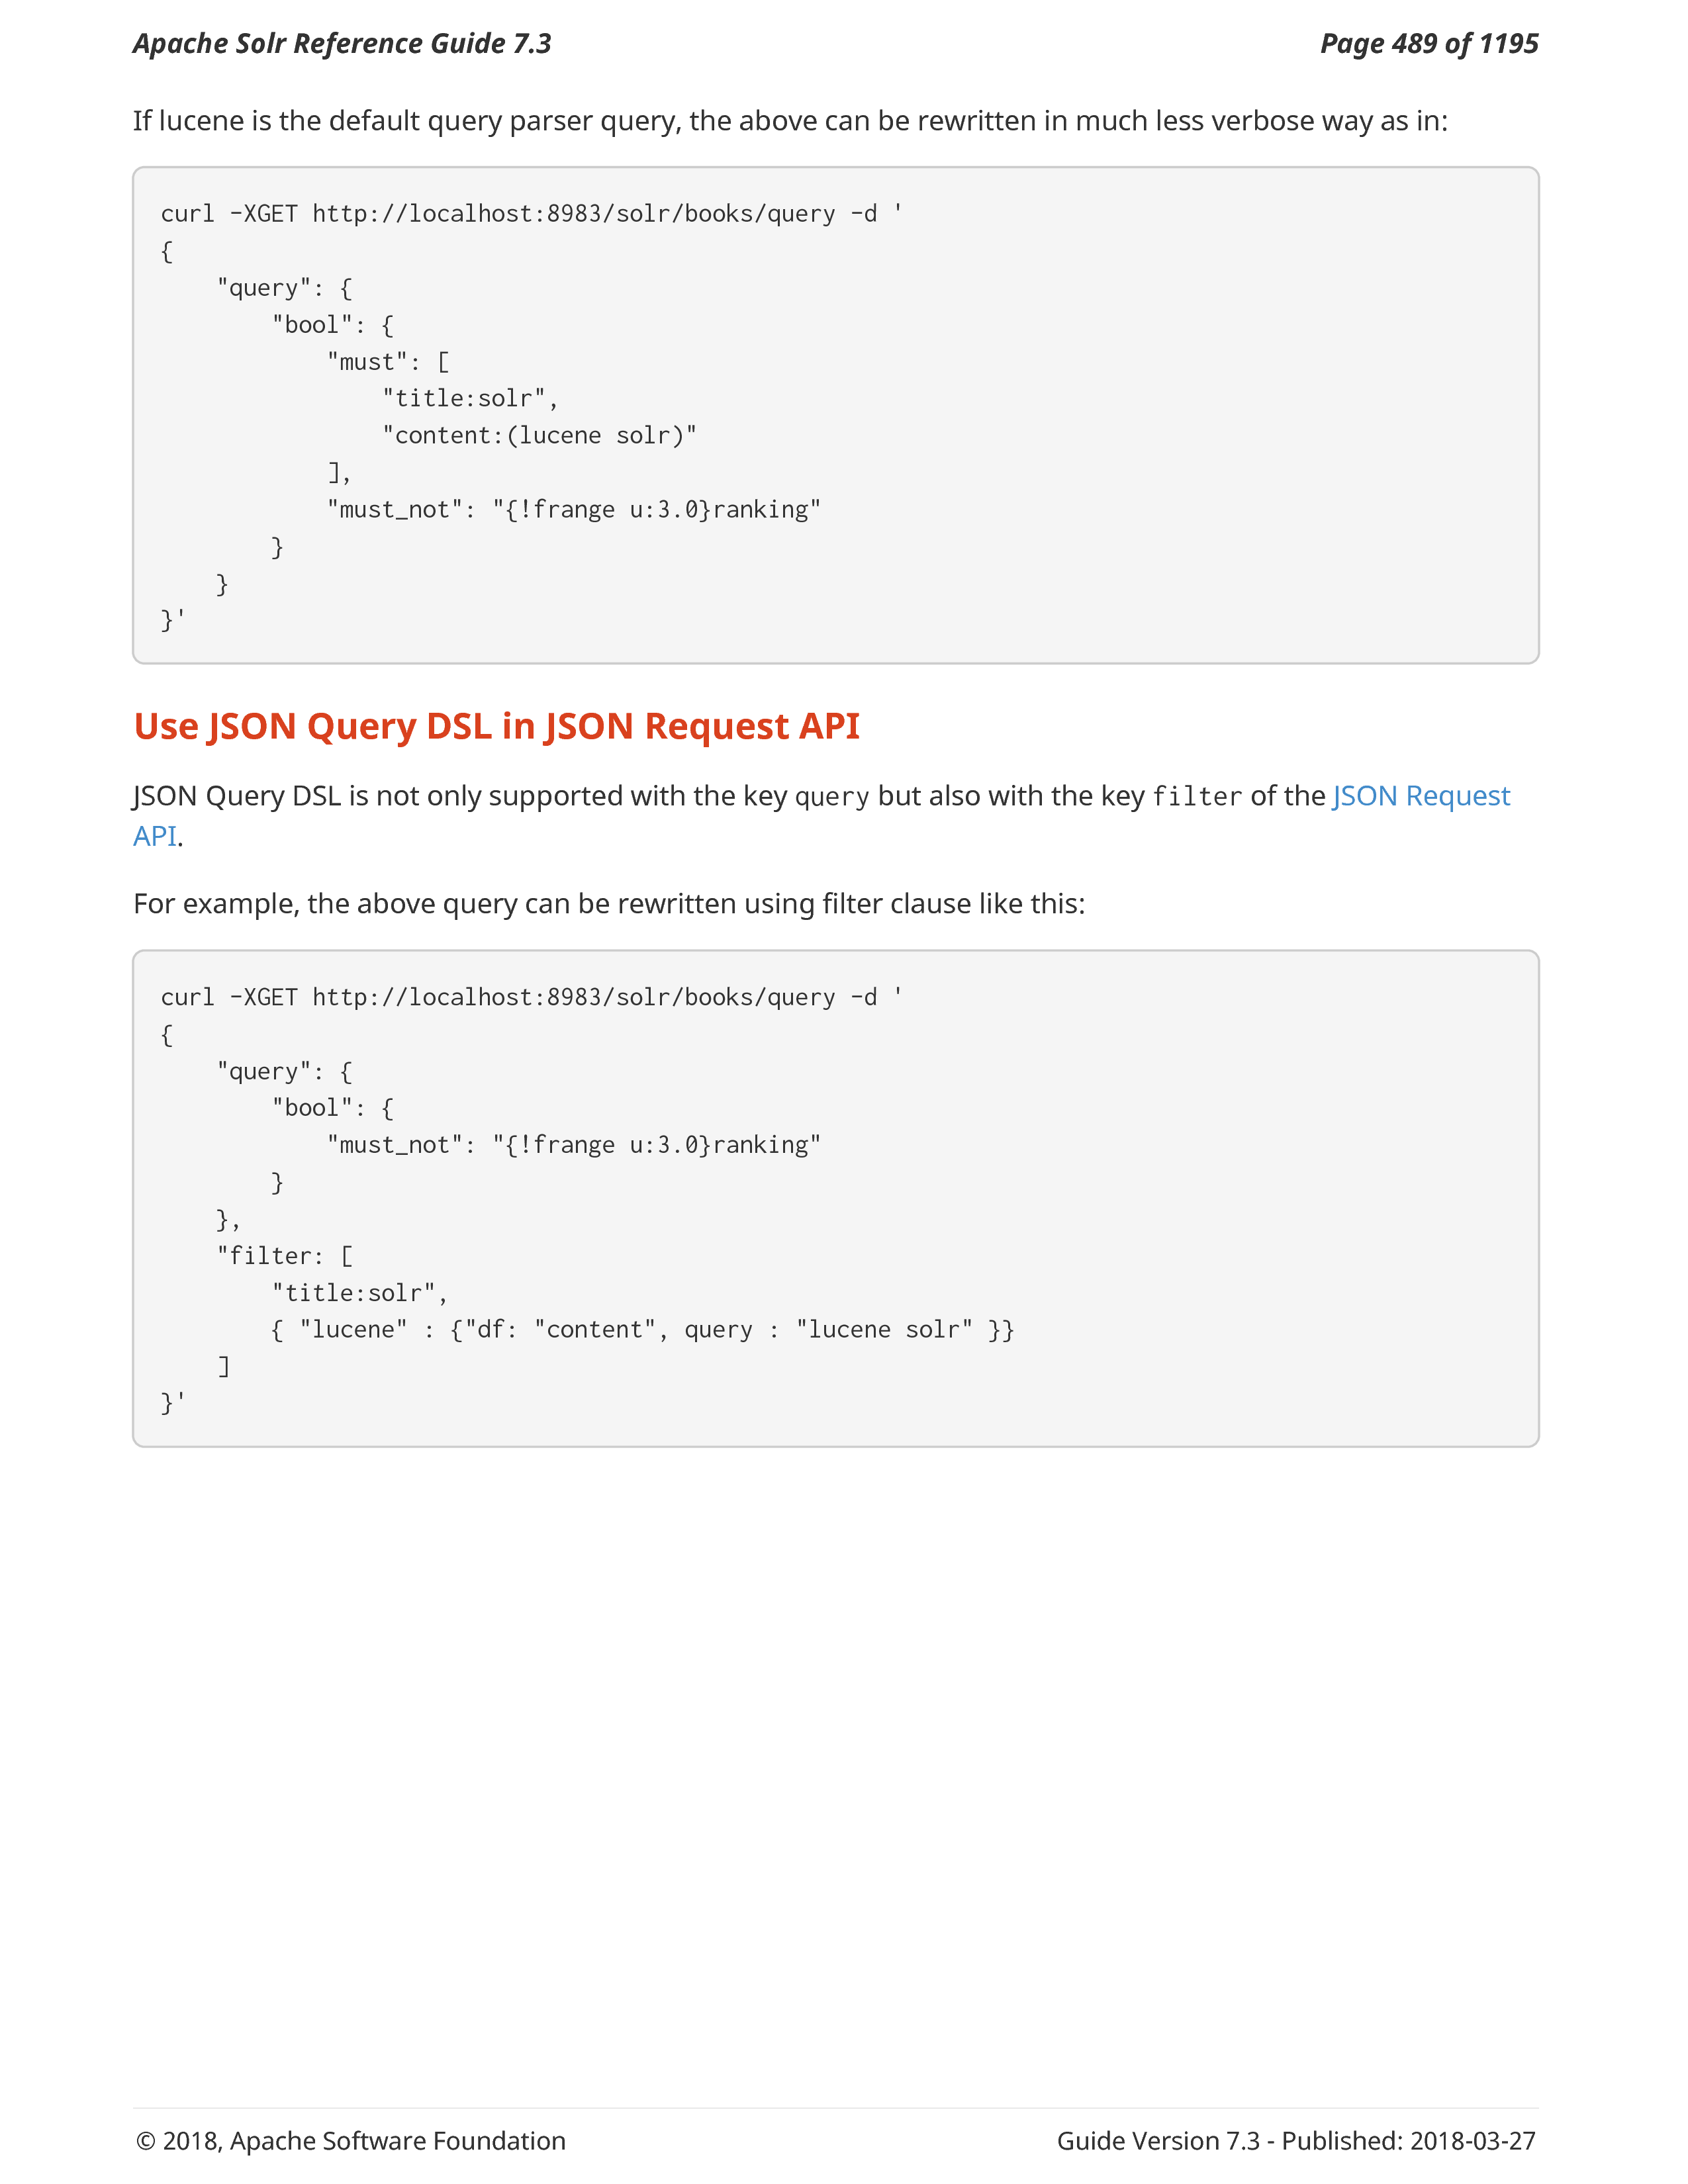 Apache Solr Reference Guide 7.3 Page 489 of 1195
If lucene is the default query parser query, the above can be rewritten in much less verbose way as in:
curl -XGET http://localhost:8983/solr/books/query -d '
{
    "query": {
        "bool": {
            "must": [
                "title:solr",
                "content:(lucene solr)"
            ],
            "must_not": "{!frange u:3.0}ranking"
        }
    }
}'
Use JSON Query DSL in JSON Request API
JSON Query DSL is not only supported with the key query but also with the key filter of the JSON Request
API.
For example, the above query can be rewritten using filter clause like this:
curl -XGET http://localhost:8983/solr/books/query -d '
{
    "query": {
        "bool": {
            "must_not": "{!frange u:3.0}ranking"
        }
    },
    "filter: [
        "title:solr",
        { "lucene" : {"df: "content", query : "lucene solr" }}
    ]
}'
© 2018, Apache Software Foundation Guide Version 7.3 - Published: 2018-03-27